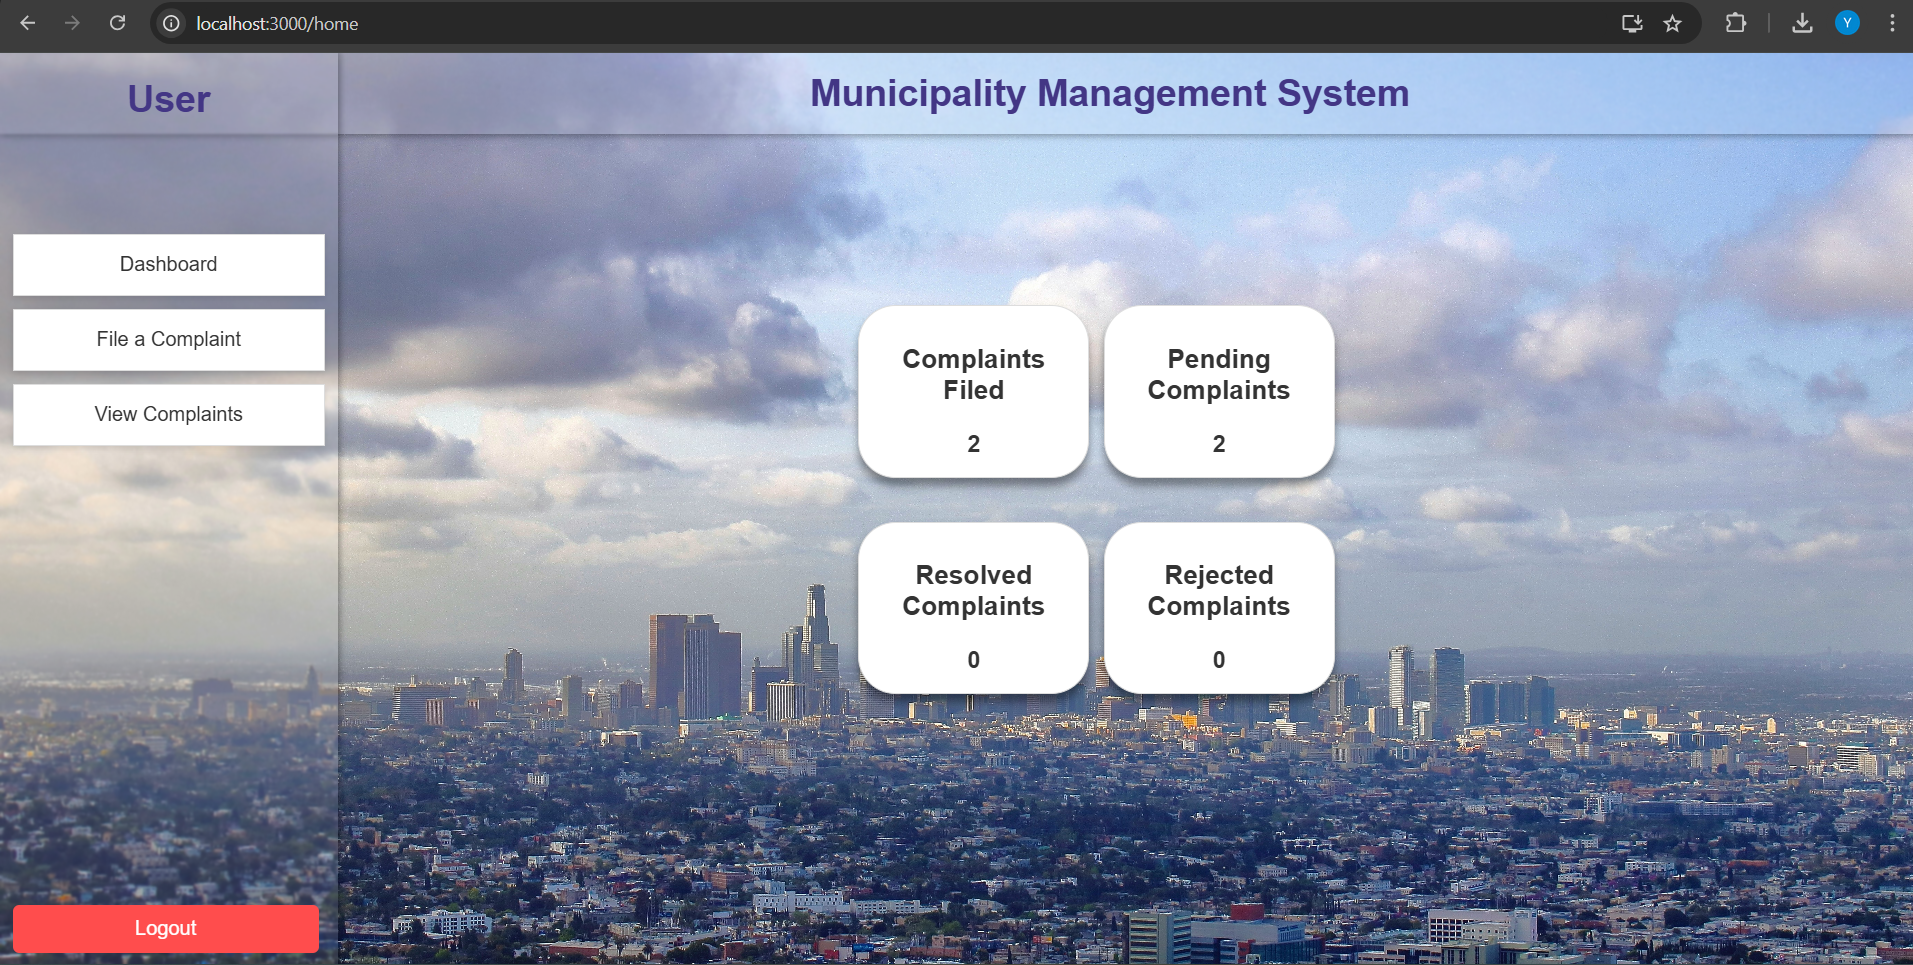 localhost:3000/home
Y
User
Municipality Management System
Dashboard
File a Complaint
View Complaints
Complaints
Filed
2
Pending
Complaints
2
Resolved
Complaints
0
Rejected
Complaints
0
Logout